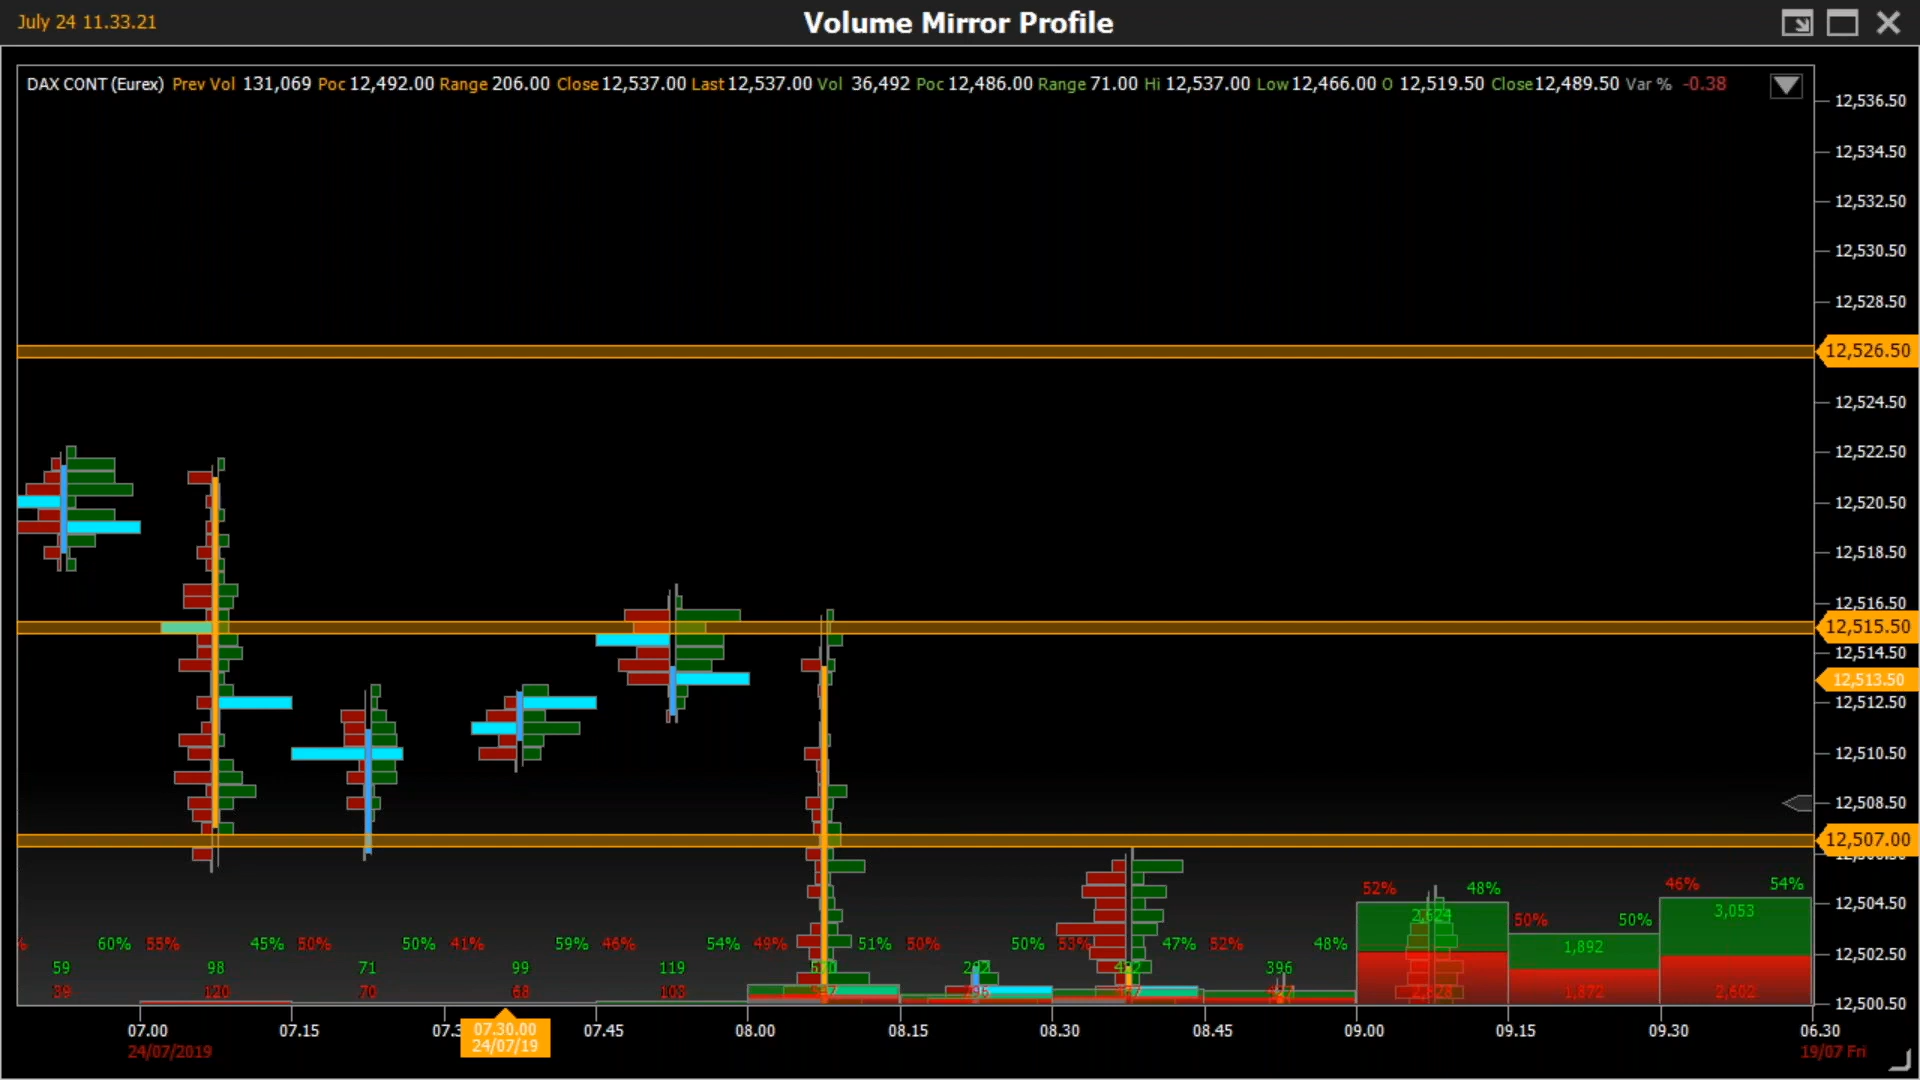 July 24 11.33.21
Volume Mirror Profile
DAX CONT (Eurex) Prev Vol 131,069 Poc 12,492.00 Range 206.00 Close 12,537.00 Last 12,537.00 Vol 36,492 Poc 12,486.00 Range 71.00 Hi 12,537.00 Low 12,466.00 O 12,519.50 Close 12,489.50 Var % -0.38
12,536.50
12,534.50
12,532.50
12,530.50
12,528.50
12,526.50
12,524.50
12,522.50
12,520.50
12,518.50
12,516.50
12,515.50
12,514.50
12,513.50
12,512.50
12,510.50
12,508.50
12,507.00
12,504.50
12,502.50
12,500.50
52% 48% 46% 54%
2,624 50% 50% 3,053
% 60% 55% 45% 50% 50% 41% 59% 46% 54% 49% 51% 50% 50% 53% 47% 52% 48% 1,892
59 98 71 99 119 396
39 120 70 68 103 1,872 2,602
07.00 07.15 07.3 07.30.00 07.45 08.00 08.15 08.30 08.45 09.00 09.15 09.30 06.30
24/07/2019 24/07/19 19/07 Fri